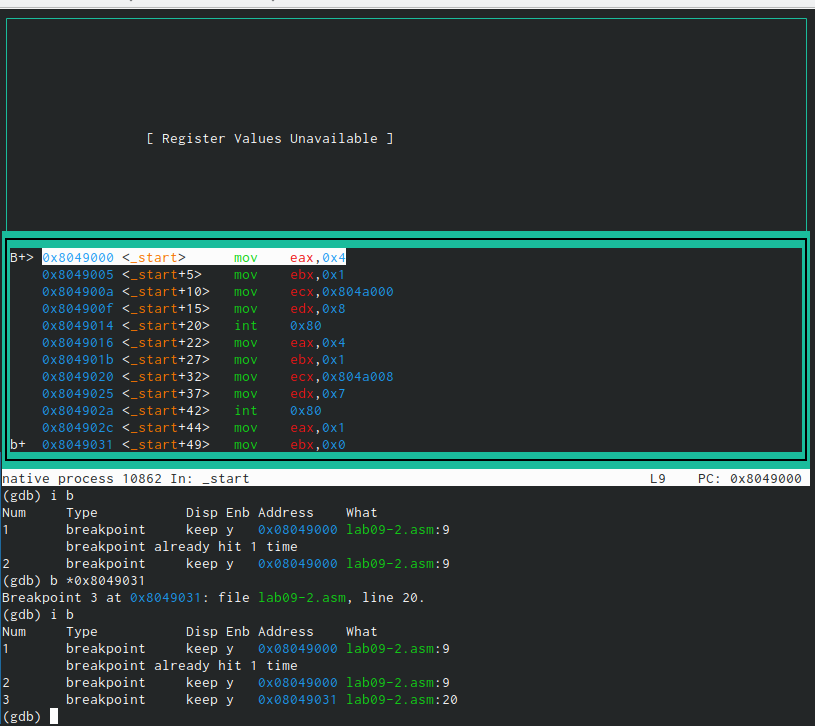 [ Register Values Unavailable ]
B+> 0x8049000 <_start>      mov    eax,0x4
    0x8049005 <_start+5>    mov    ebx,0x1
    0x804900a <_start+10>   mov    ecx,0x804a000
    0x804900f <_start+15>   mov    edx,0x8
    0x8049014 <_start+20>   int    0x80
    0x8049016 <_start+22>   mov    eax,0x4
    0x804901b <_start+27>   mov    ebx,0x1
    0x8049020 <_start+32>   mov    ecx,0x804a008
    0x8049025 <_start+37>   mov    edx,0x7
    0x804902a <_start+42>   int    0x80
    0x804902c <_start+44>   mov    eax,0x1
b+  0x8049031 <_start+49>   mov    ebx,0x0
native process 10862 In: _start                                                  L9    PC: 0x8049000
(gdb) i b
Num     Type           Disp Enb Address    What
1       breakpoint     keep y   0x08049000 lab09-2.asm:9
        breakpoint already hit 1 time
2       breakpoint     keep y   0x08049000 lab09-2.asm:9
(gdb) b *0x8049031
Breakpoint 3 at 0x8049031: file lab09-2.asm, line 20.
(gdb) i b
Num     Type           Disp Enb Address    What
1       breakpoint     keep y   0x08049000 lab09-2.asm:9
        breakpoint already hit 1 time
2       breakpoint     keep y   0x08049000 lab09-2.asm:9
3       breakpoint     keep y   0x08049031 lab09-2.asm:20
(gdb)